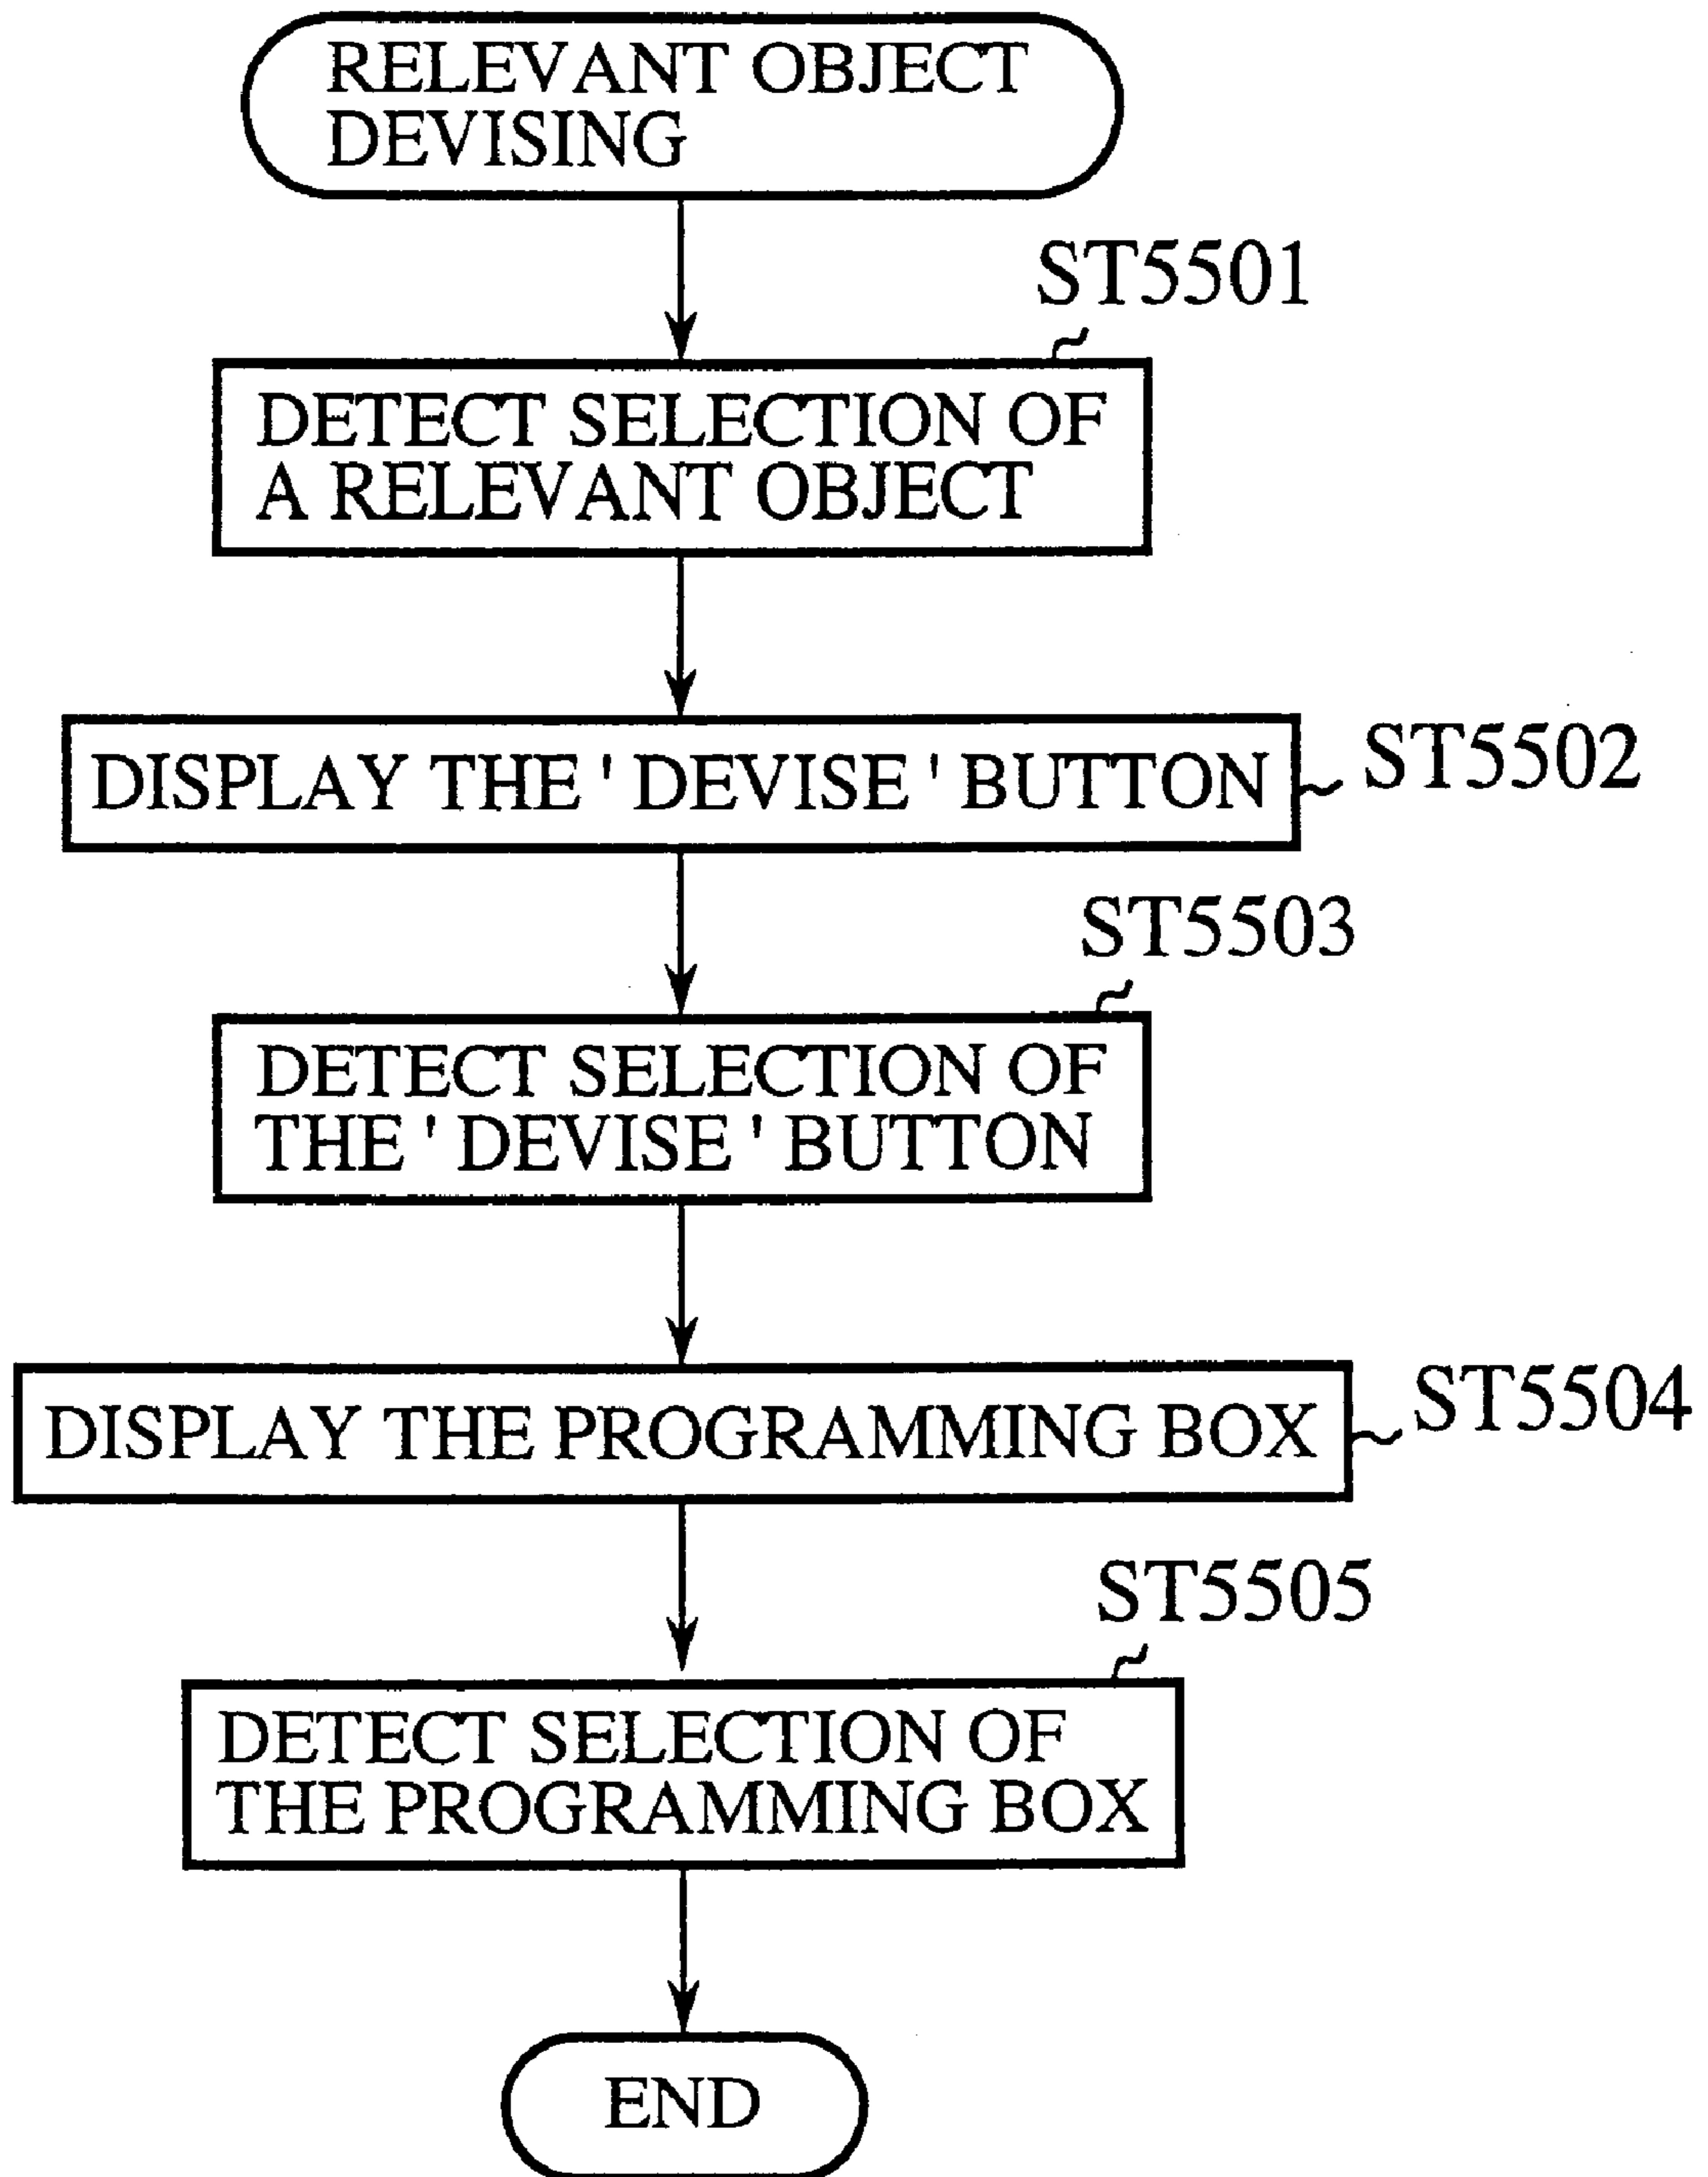 RELEVANT OBJECT
DEVISING
ST5501
DETECT SELECTION OF
A RELEVANT OBJECT
DISPLAY THE ' DEVISE ' BUTTON
ST5502
ST5503
DETECT SELECTION OF
THE ' DEVISE ' BUTTON
DISPLAY THE PROGRAMMING BOX
ST5504
ST5505
DETECT SELECTION OF
THE PROGRAMMING BOX
END